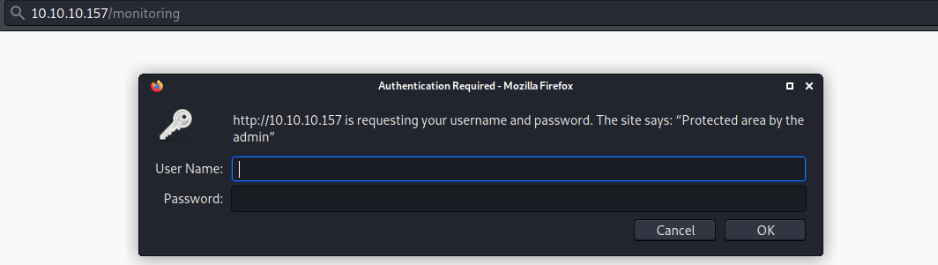 10.10.10.157/monitoring
Authentication Required - Mozilla Firefox
http://10.10.10.157 is requesting your username and password. The site says: “Protected area by the
admin”
User Name:
Password:
Cancel OK